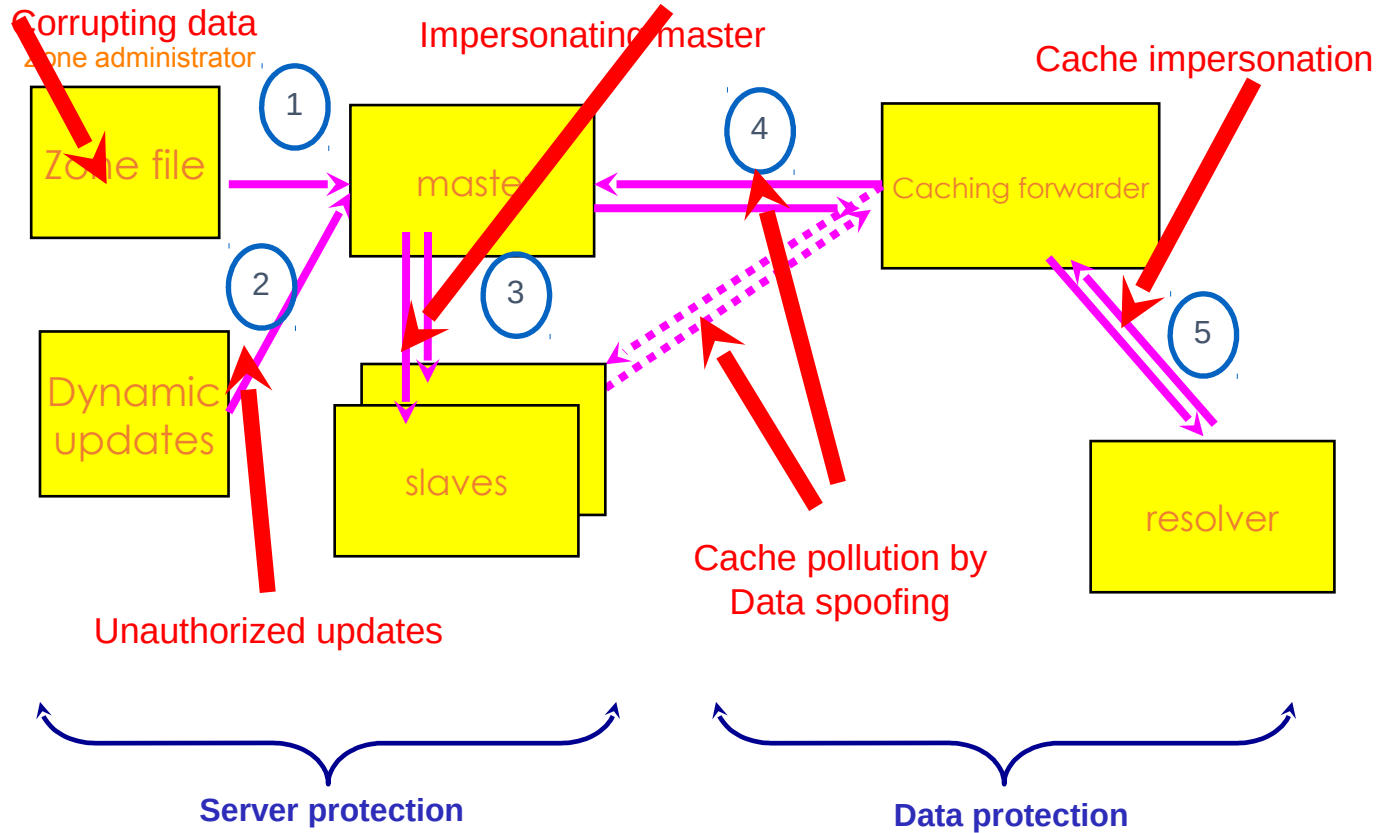 Corrupting data
Zone administrator
Impersonating master
Cache impersonation
1
4
Zone file
master
Caching forwarder
2
3
5
Dynamic
updates
slaves
resolver
Cache pollution by
Data spoofing
Unauthorized updates
Server protection
Data protection